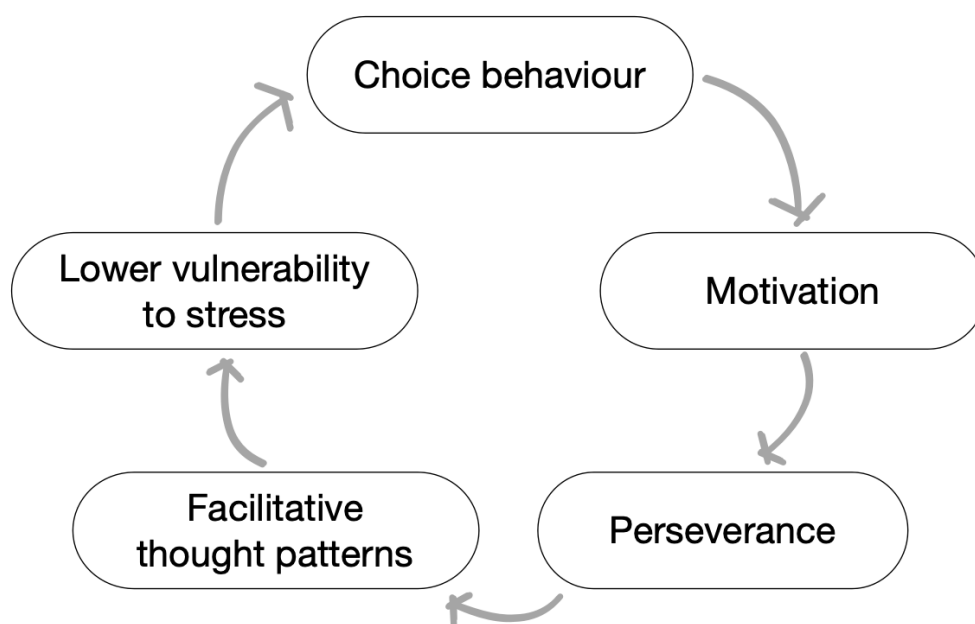 Choice behaviour
Motivation
Perseverance
Facilitative
thought patterns
Lower vulnerability
to stress